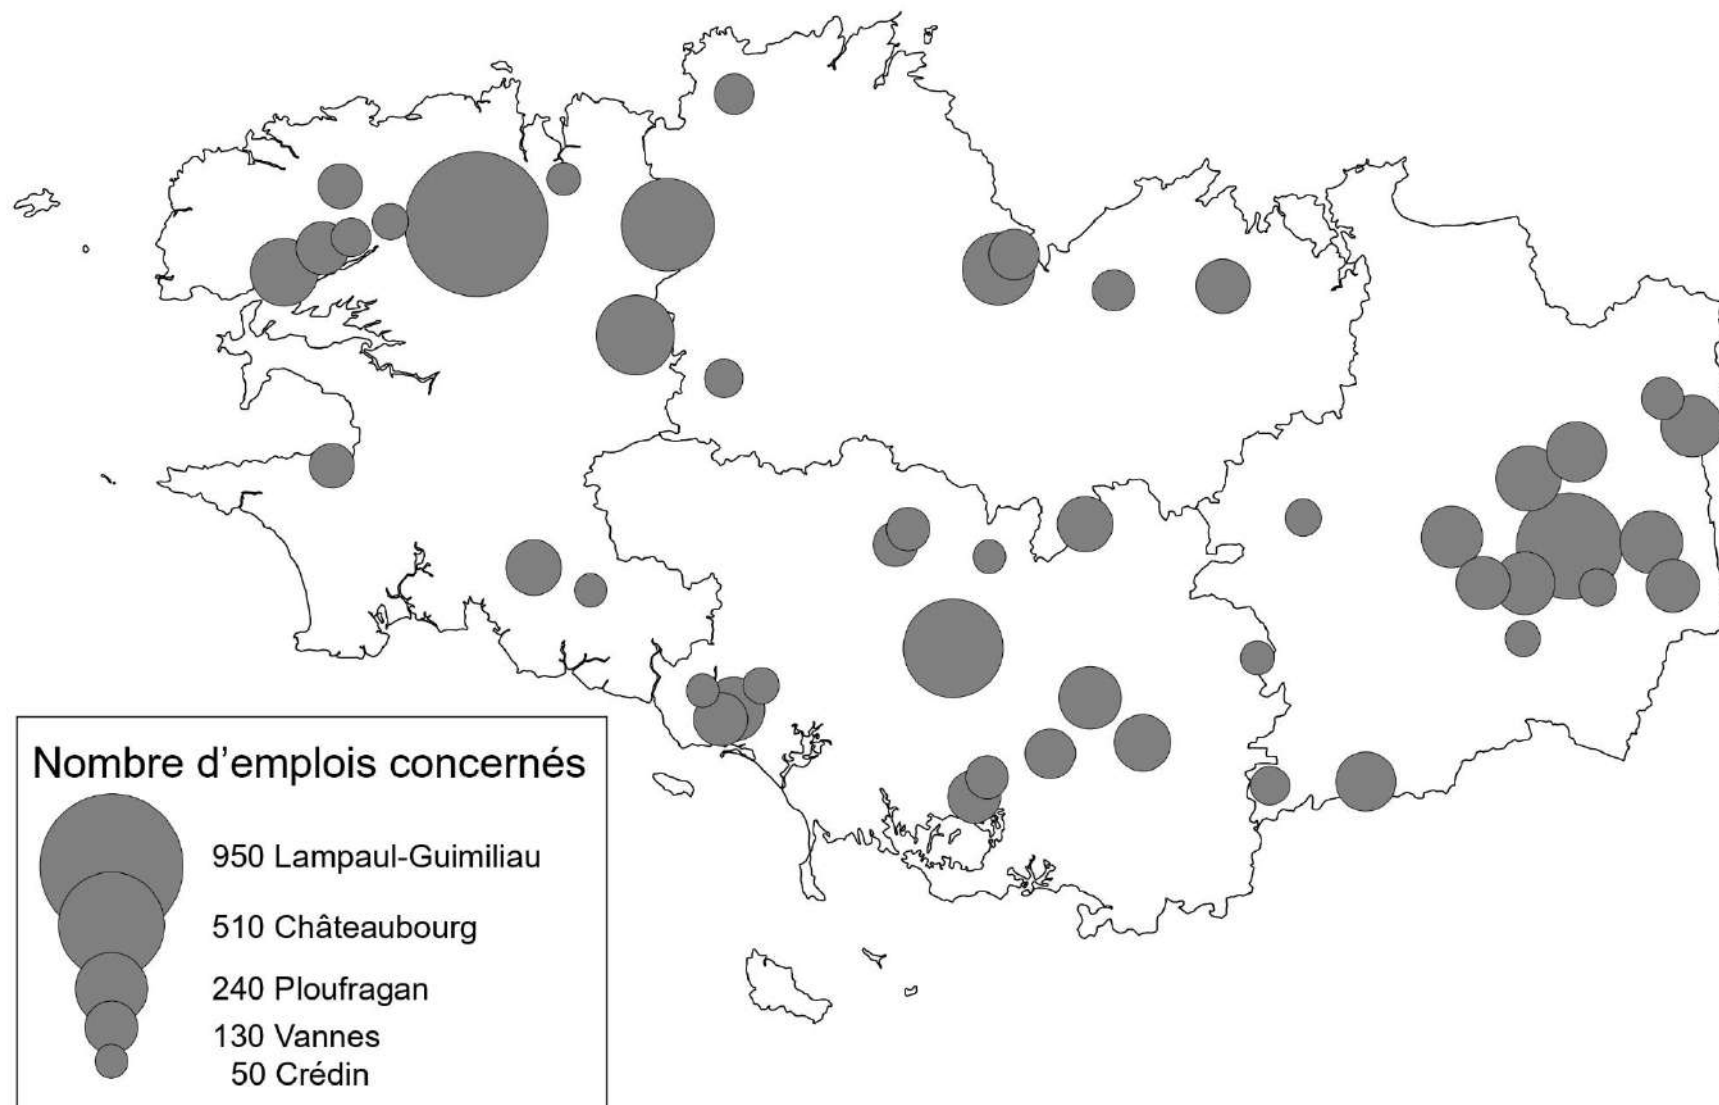 Nombre d'emplois concernés
950 Lampaul-Guimiliau
510 Châteaubourg
240 Ploufragan
130 Vannes
50 Crédin